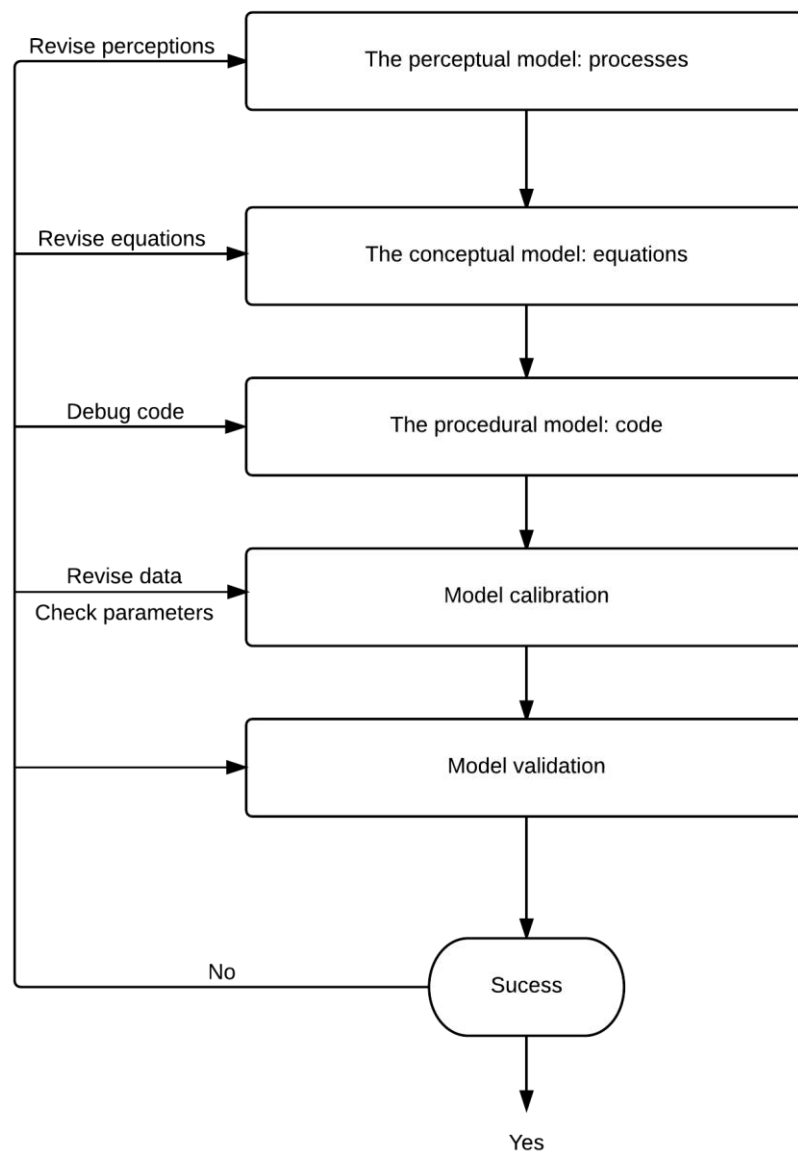 Revise perceptions
The perceptual model: processes
Revise equations
The conceptual model: equations
Debug code
The procedural model: code
Revise data
Check parameters
Model calibration
Model validation
No
Sucess
Yes